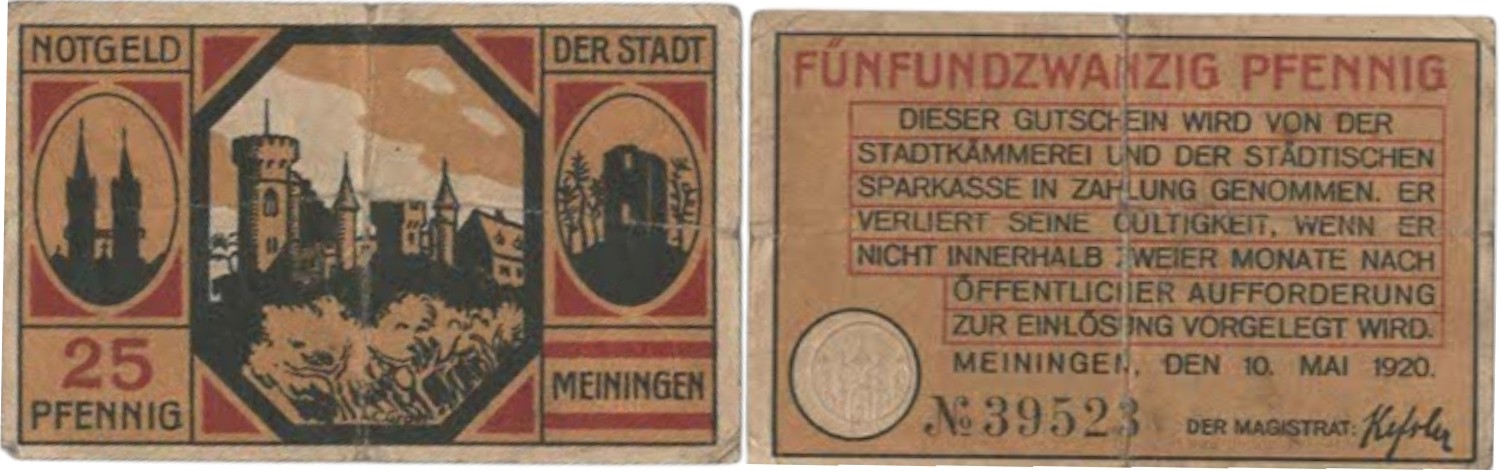 NOTGELD
DER STADT
25
PFENNIG
MEININGEN
FÜNFUNDZWANZIG PFENNIG
DIESER GUTSCHEIN WIRD VON DER
STADTKÄMMEREI UND DER STÄDTISCHEN
SPARKASSE IN ZAHLUNG GENOMMEN. ER
VERLIERT SEINE GÜLTIGKEIT, WENN ER
NICHT INNERHALB ZWEIER MONATE NACH
ÖFFENTLICHER AUFFORDERUNG
ZUR EINLÖSUNG VORGELEGT WIRD.
MEININGEN, DEN 10. MAI 1920.
№ 39523
DER MAGISTRAT: Keßler